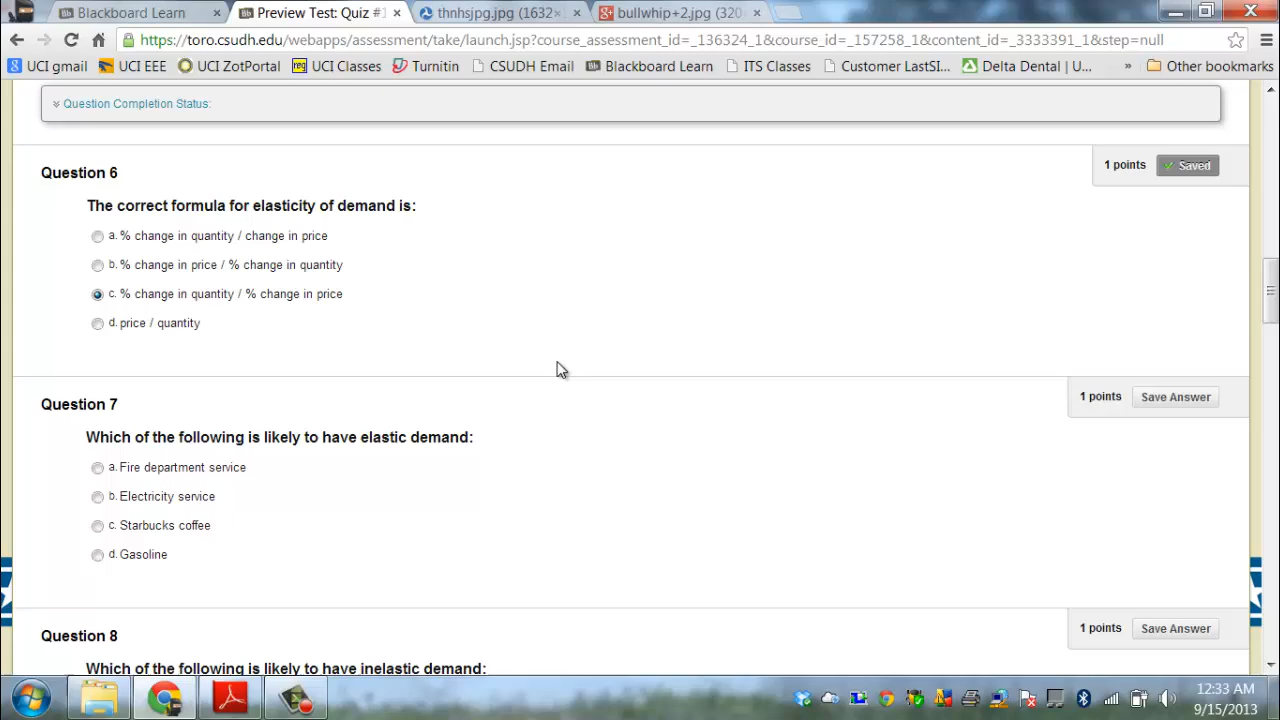 Blackboard Learn
Preview Test: Quiz #1
thnhsjpg.jpg (1632×
bullwhip+2.jpg (320
https://toro.csudh.edu/webapps/assessment/take/launch.jsp?course_assessment_id=_136324_1&course_id=_157258_1&content_id=_3333391_1&step=null
UCI gmail
UCI EEE
UCI ZotPortal
UCI Classes
Turnitin
CSUDH Email
Blackboard Learn
ITS Classes
Customer LastSI...
Delta Dental | U...
»
Other bookmarks
Question Completion Status:
Question 6
1 points
Saved
The correct formula for elasticity of demand is:
a. % change in quantity / change in price
b. % change in price / % change in quantity
c. % change in quantity / % change in price
d. price / quantity
Question 7
1 points
Save Answer
Which of the following is likely to have elastic demand:
a. Fire department service
b. Electricity service
c. Starbucks coffee
d. Gasoline
Question 8
1 points
Save Answer
Which of the following is likely to have inelastic demand:
12:33 AM
9/15/2013